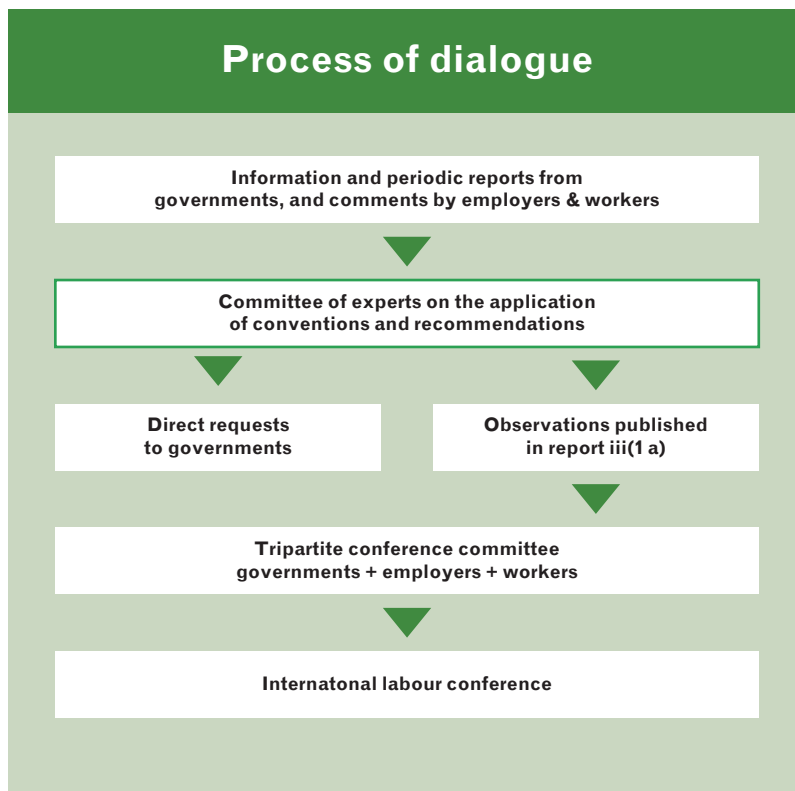 Process of dialogue
Information and periodic reports from
governments, and comments by employers & workers
Committee of experts on the application
of conventions and recommendations
Direct requests
to governments
Observations published
in report iii(1 a)
Tripartite conference committee
governments + employers + workers
Internatonal labour conference